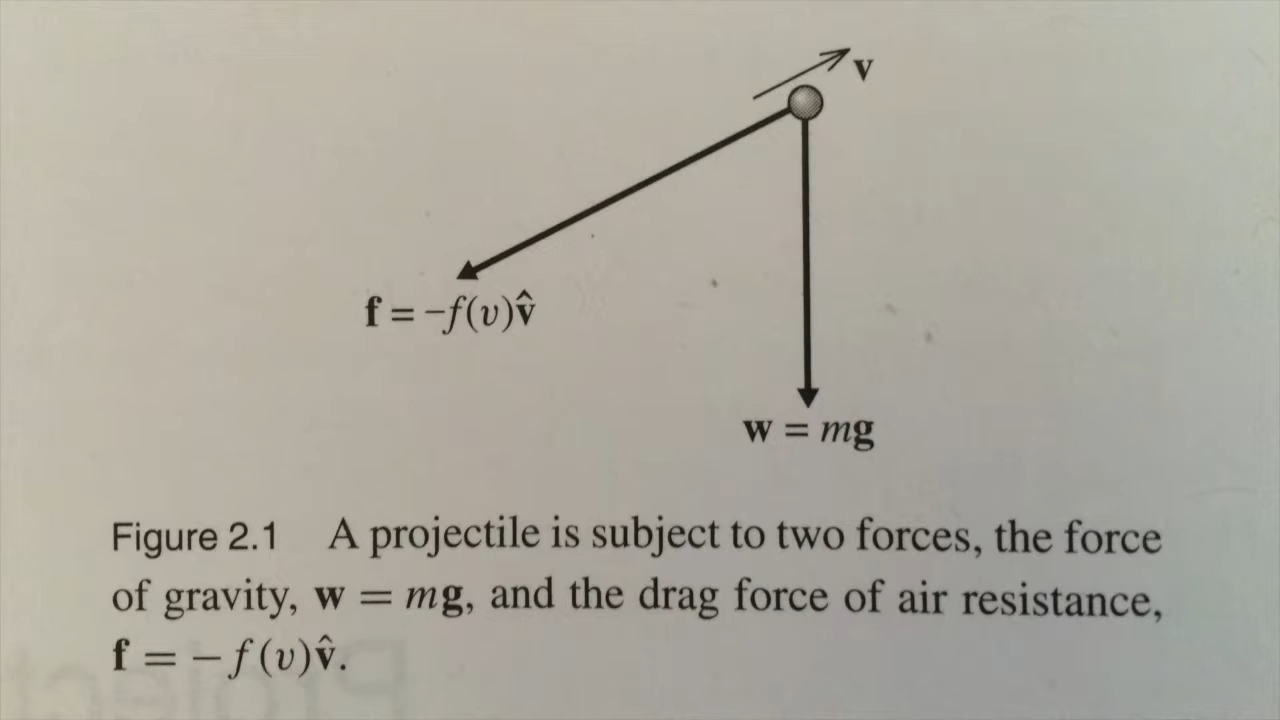 v
f = −f(v)v̂
w = mg
Figure 2.1 A projectile is subject to two forces, the force
of gravity, w = mg, and the drag force of air resistance,
f = − f(v)v̂.